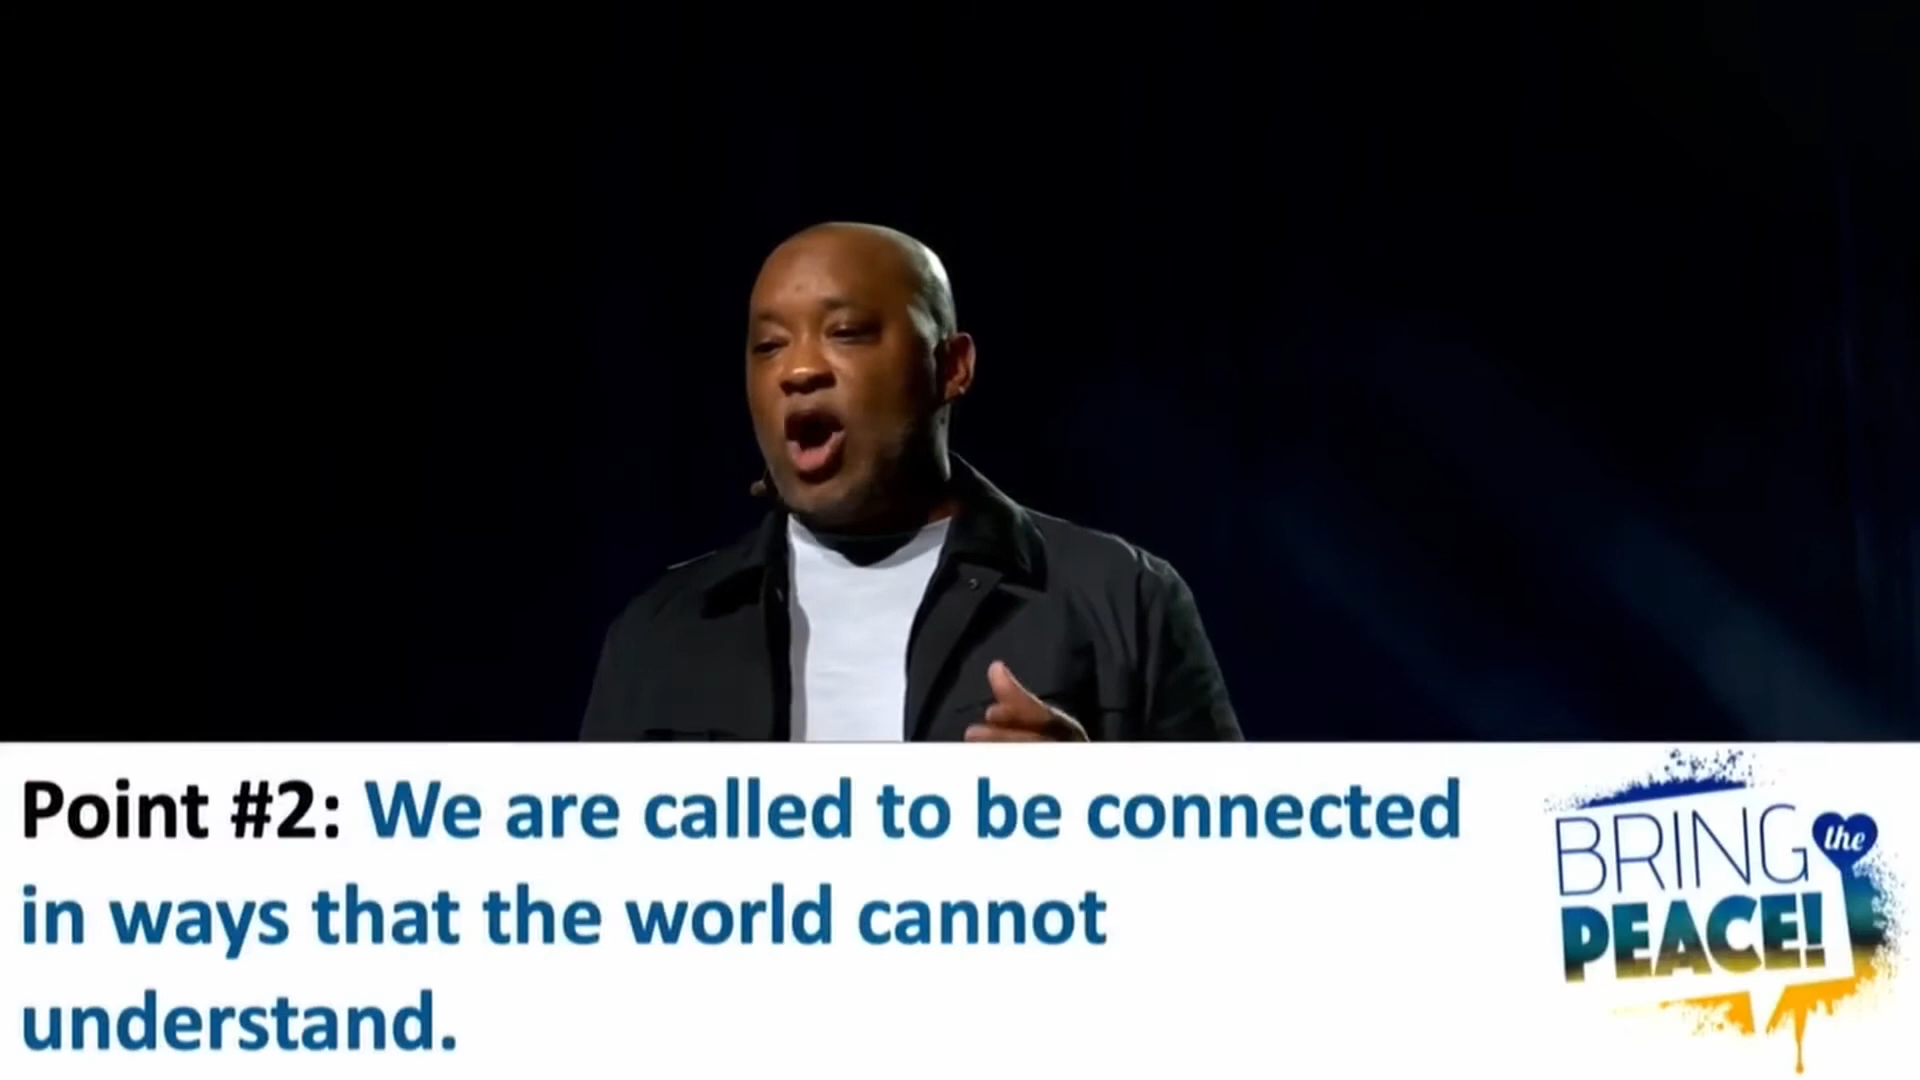 Point #2: We are called to be connected
in ways that the world cannot
understand.
BRING the
PEACE!